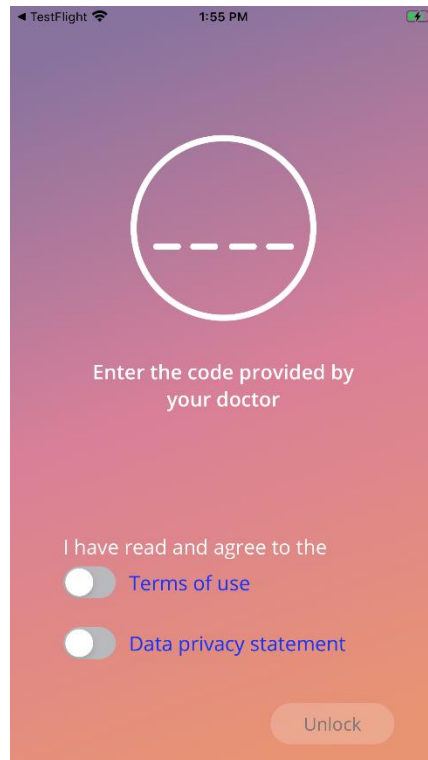 ◀ TestFlight 1:55 PM
Enter the code provided by
your doctor
I have read and agree to the
Terms of use
Data privacy statement
Unlock